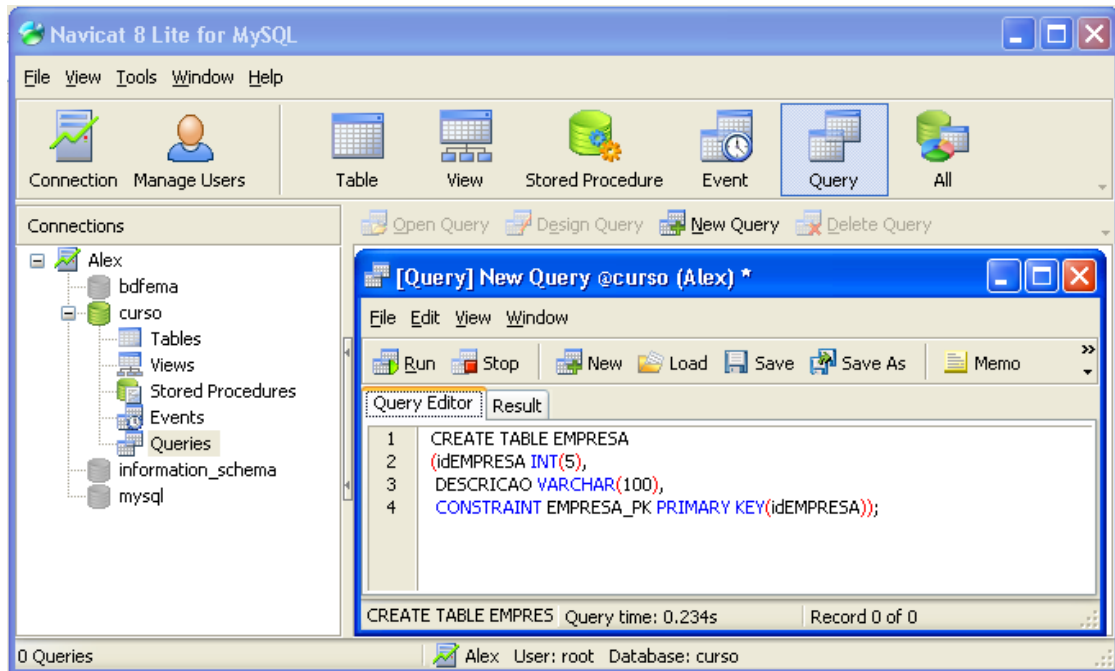 Navicat 8 Lite for MySQL
File View Tools Window Help
Connection Manage Users Table View Stored Procedure Event Query All
Connections
Open Query Design Query New Query Delete Query
Alex
bdfema
curso
Tables
Views
Stored Procedures
Events
Queries
information_schema
mysql
[Query] New Query @curso (Alex) *
File Edit View Window
Run Stop New Load Save Save As Memo »
Query Editor Result
1 CREATE TABLE EMPRESA
2 (idEMPRESA INT(5),
3 DESCRICAO VARCHAR(100),
4 CONSTRAINT EMPRESA_PK PRIMARY KEY(idEMPRESA));
CREATE TABLE EMPRES Query time: 0.234s Record 0 of 0
0 Queries Alex User: root Database: curso